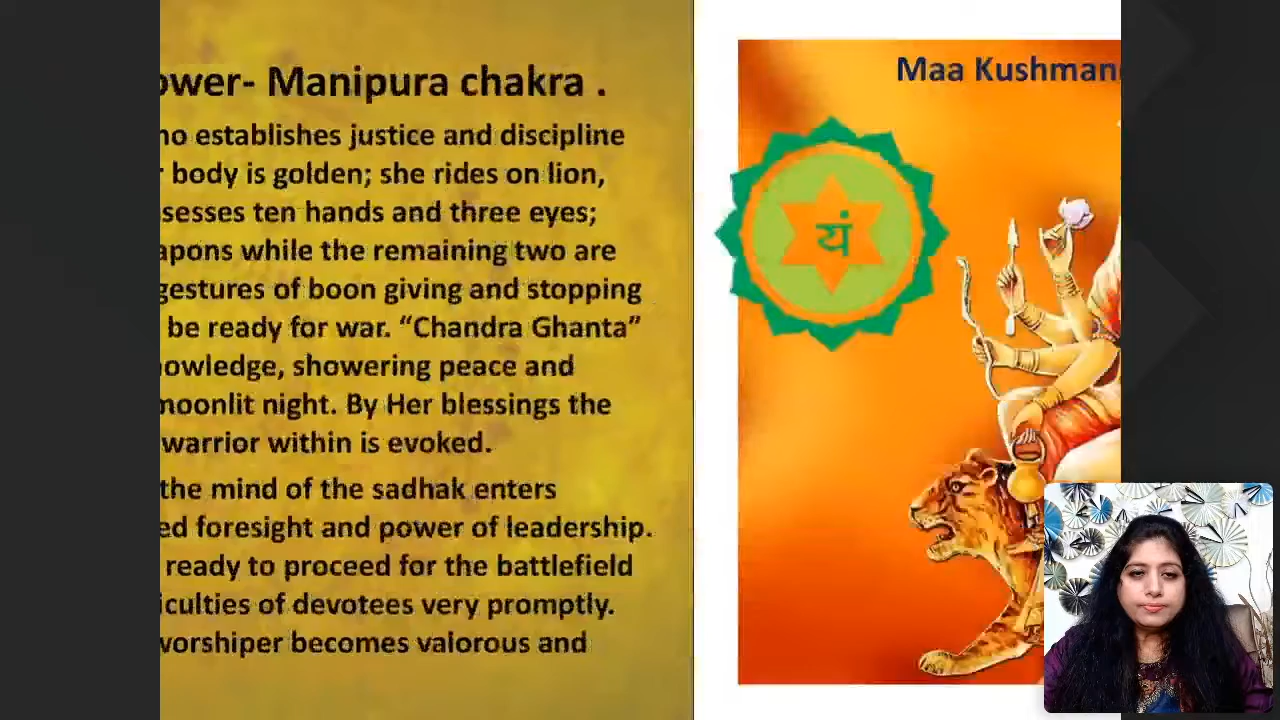 ower- Manipura chakra .
no establishes justice and discipline
body is golden; she rides on lion,
sesses ten hands and three eyes;
apons while the remaining two are
gestures of boon giving and stopping
be ready for war. “Chandra Ghanta”
owledge, showering peace and
moonlit night. By Her blessings the
warrior within is evoked.
the mind of the sadhak enters
ed foresight and power of leadership.
ready to proceed for the battlefield
iculties of devotees very promptly.
worshiper becomes valorous and
Maa Kushman
यं